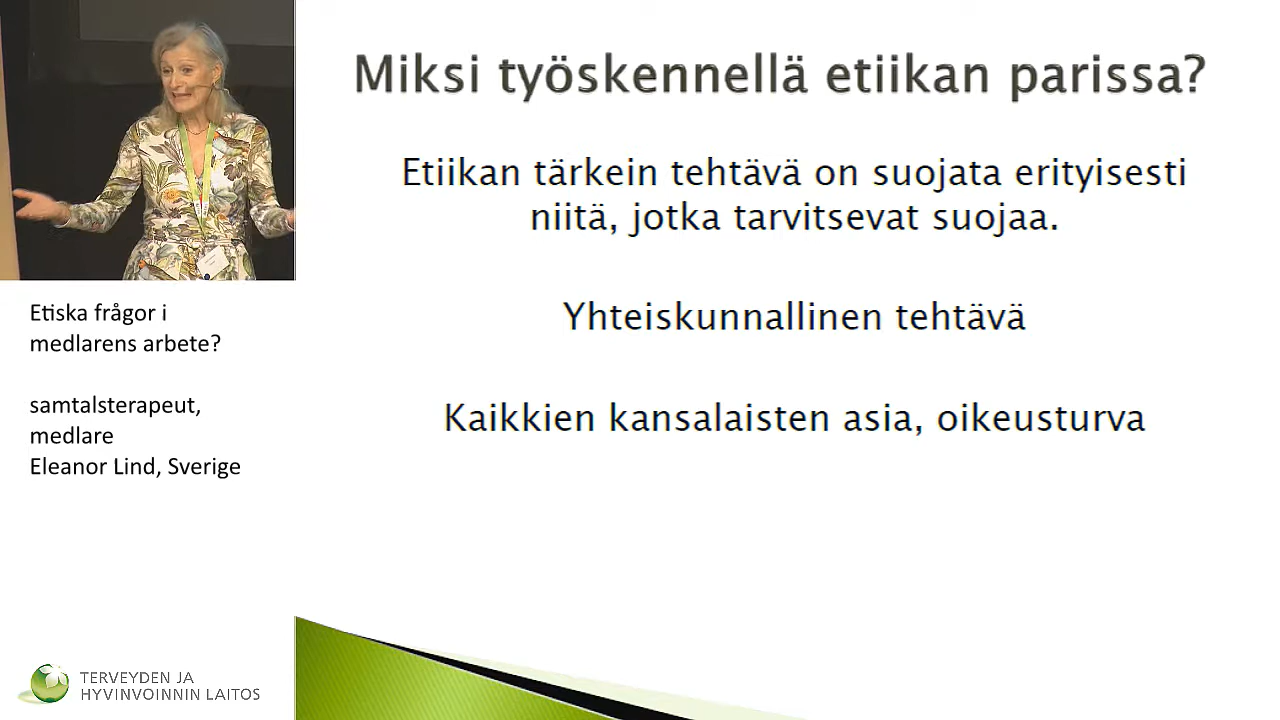 Miksi työskennellä etiikan parissa?
Etiikan tärkein tehtävä on suojata erityisesti
niitä, jotka tarvitsevat suojaa.
Yhteiskunnallinen tehtävä
Kaikkien kansalaisten asia, oikeusturva
Etiska frågor i
medlarens arbete?
samtalsterapeut,
medlare
Eleanor Lind, Sverige
TERVEYDEN JA
HYVINVOINNIN LAITOS